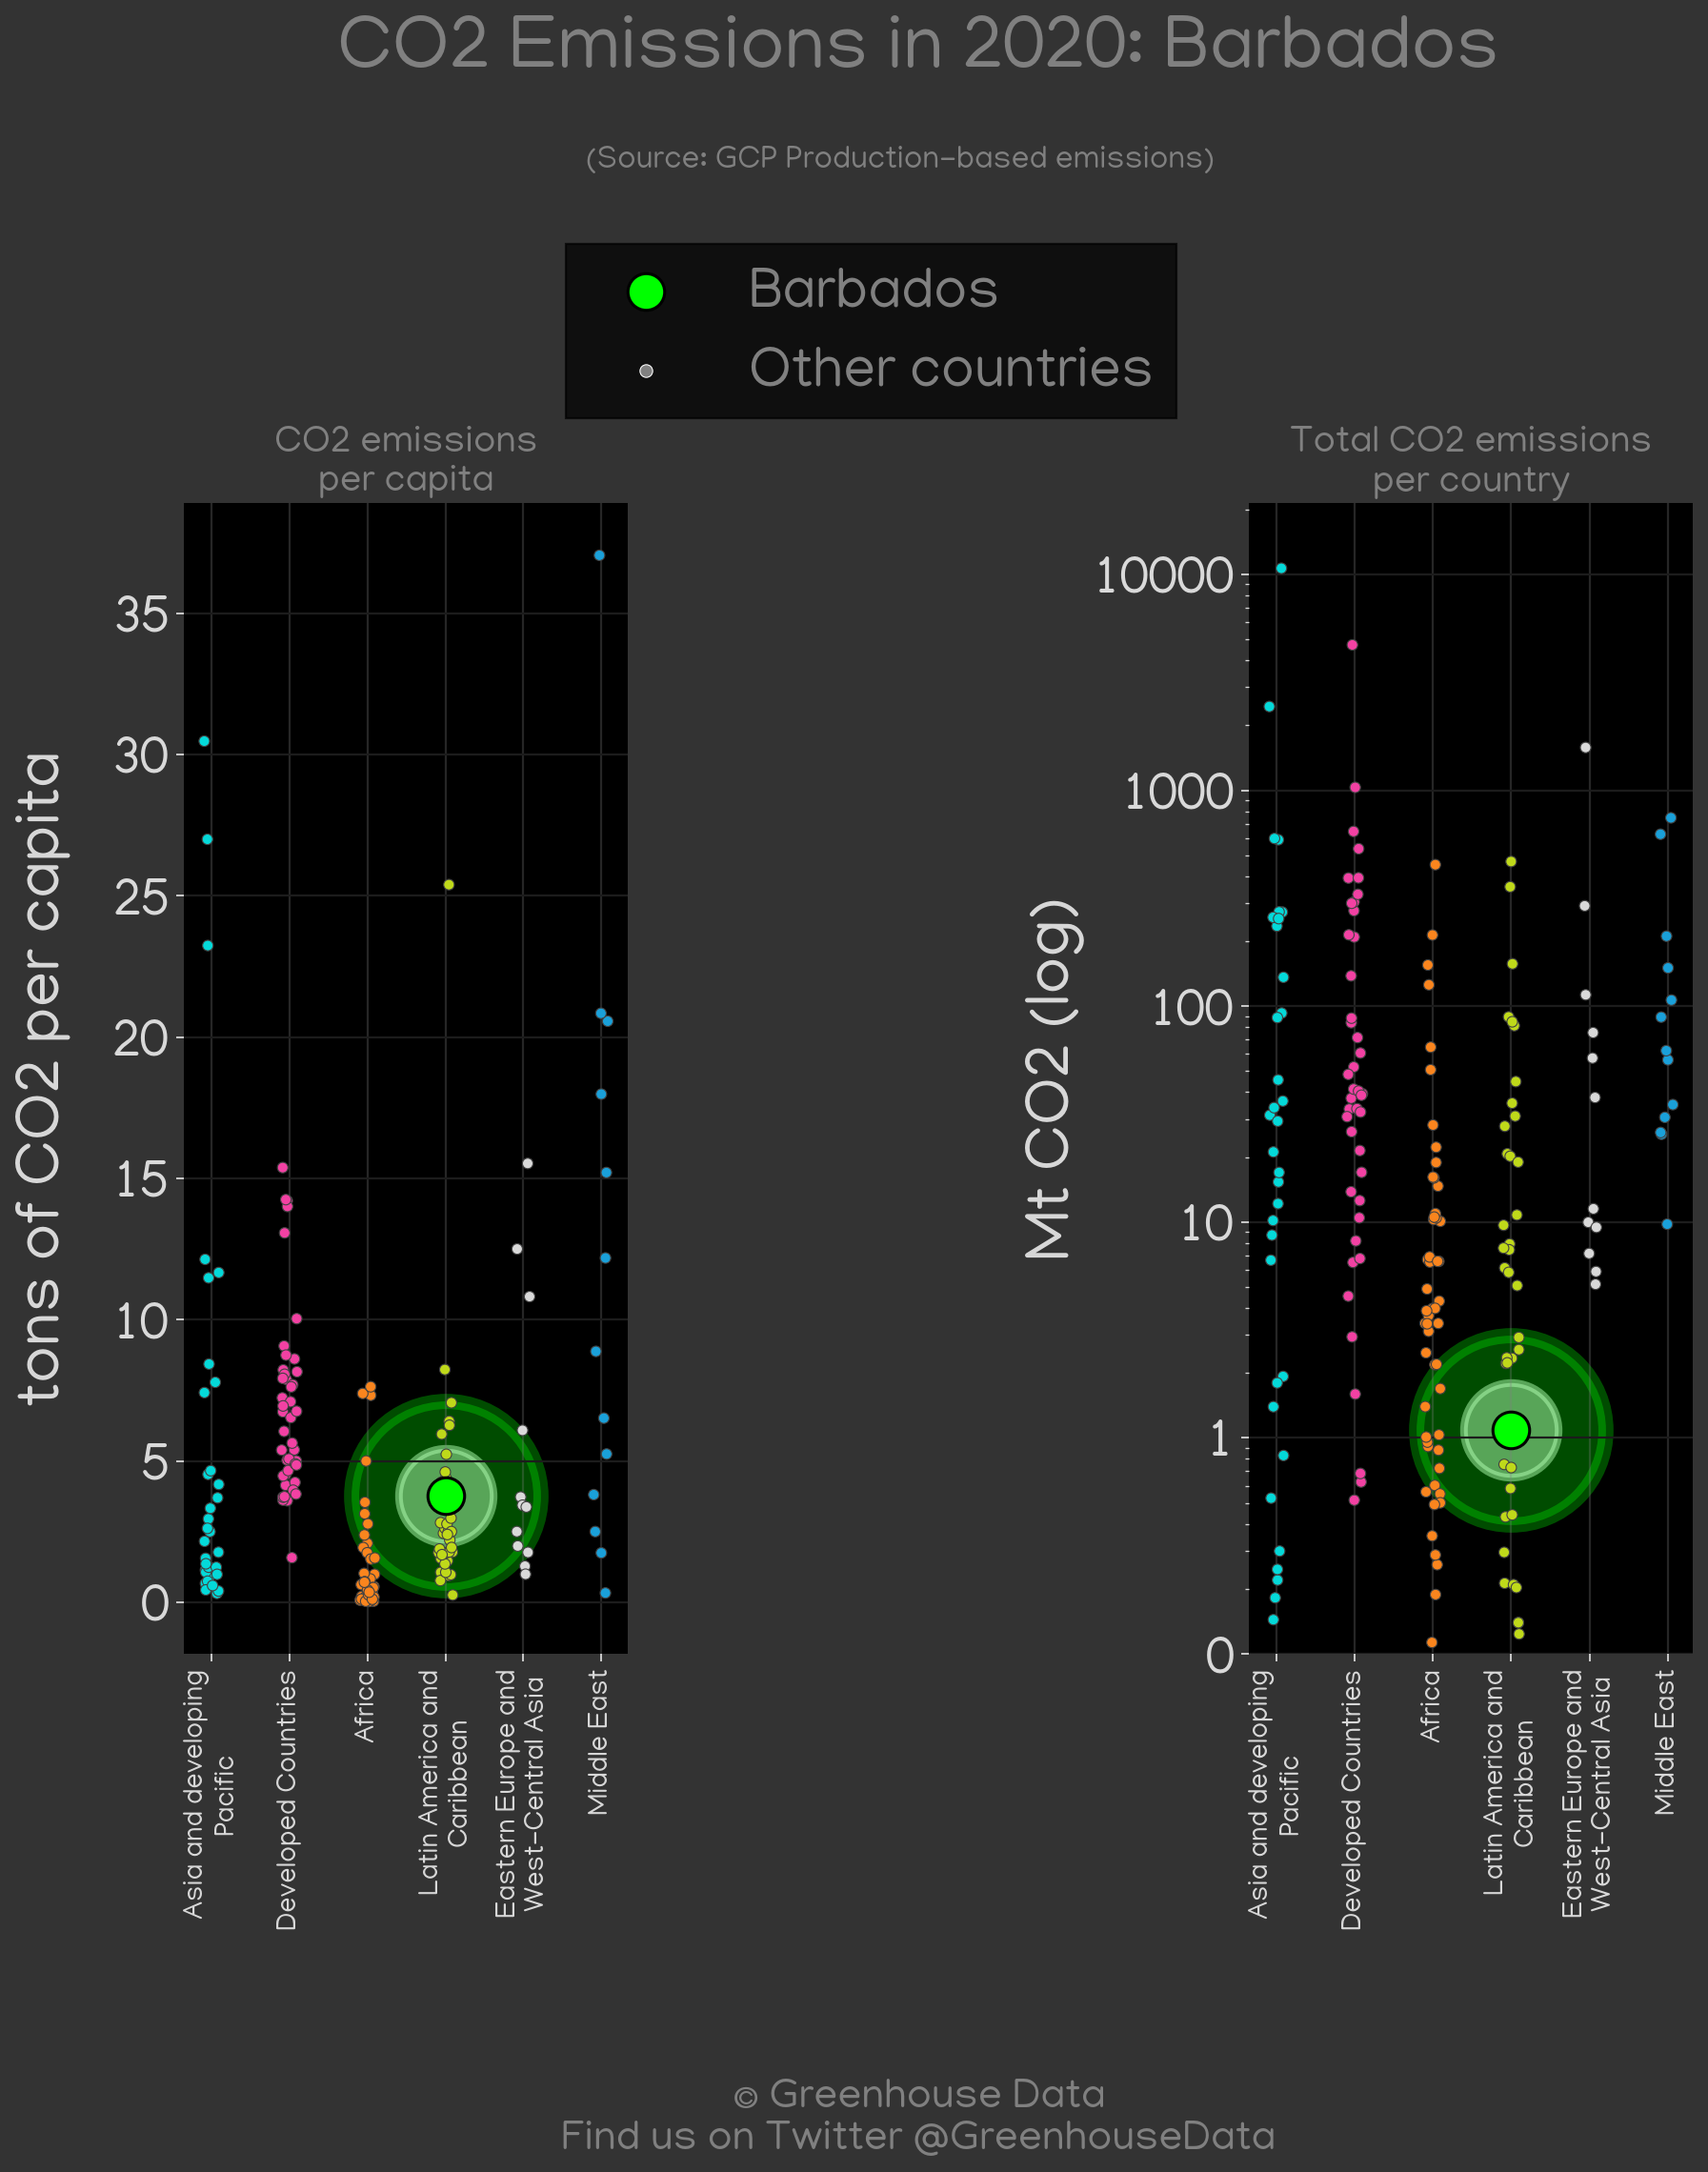 CO2 Emissions in 2020: Barbados
(Source: GCP Production-based emissions)
Barbados
Other countries
CO2 emissions
per capita
tons of CO2 per capita
35
30
25
20
15
10
5
0
Asia and developing
Pacific
Developed Countries
Africa
Latin America and
Caribbean
Eastern Europe and
West-Central Asia
Middle East
Total CO2 emissions
per country
Mt CO2 (log)
10000
1000
100
10
1
0
Asia and developing
Pacific
Developed Countries
Africa
Latin America and
Caribbean
Eastern Europe and
West-Central Asia
Middle East
© Greenhouse Data
Find us on Twitter @GreenhouseData